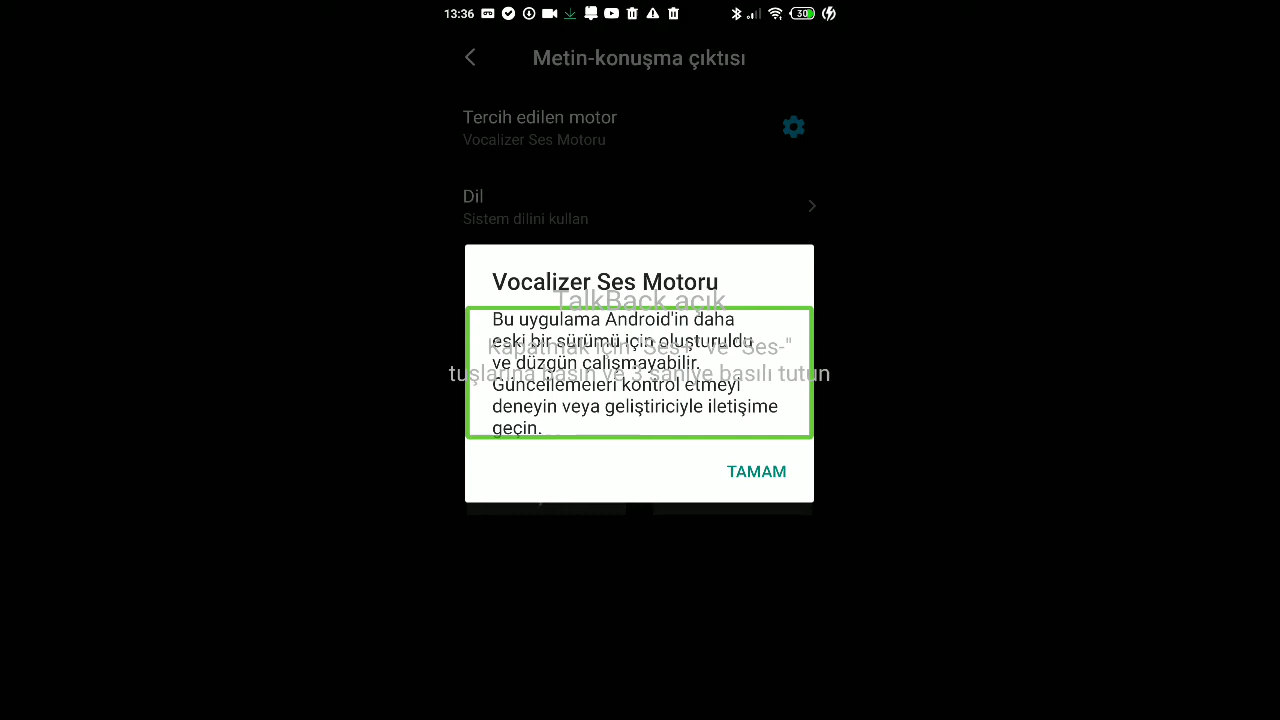 13:36
30
Metin-konuşma çıktısı
Tercih edilen motor
Vocalizer Ses Motoru
Dil
Sistem dilini kullan
Vocalizer Ses Motoru
TalkBack açık
Bu uygulama Android'in daha
eski bir sürümü için oluşturuldu
Kapatmak için "Ses+" ve "Ses-"
ve düzgün çalışmayabilir.
tuşlarına basın ve 3 saniye basılı tutun
Güncellemeleri kontrol etmeyi
deneyin veya geliştiriciyle iletişime
geçin.
TAMAM